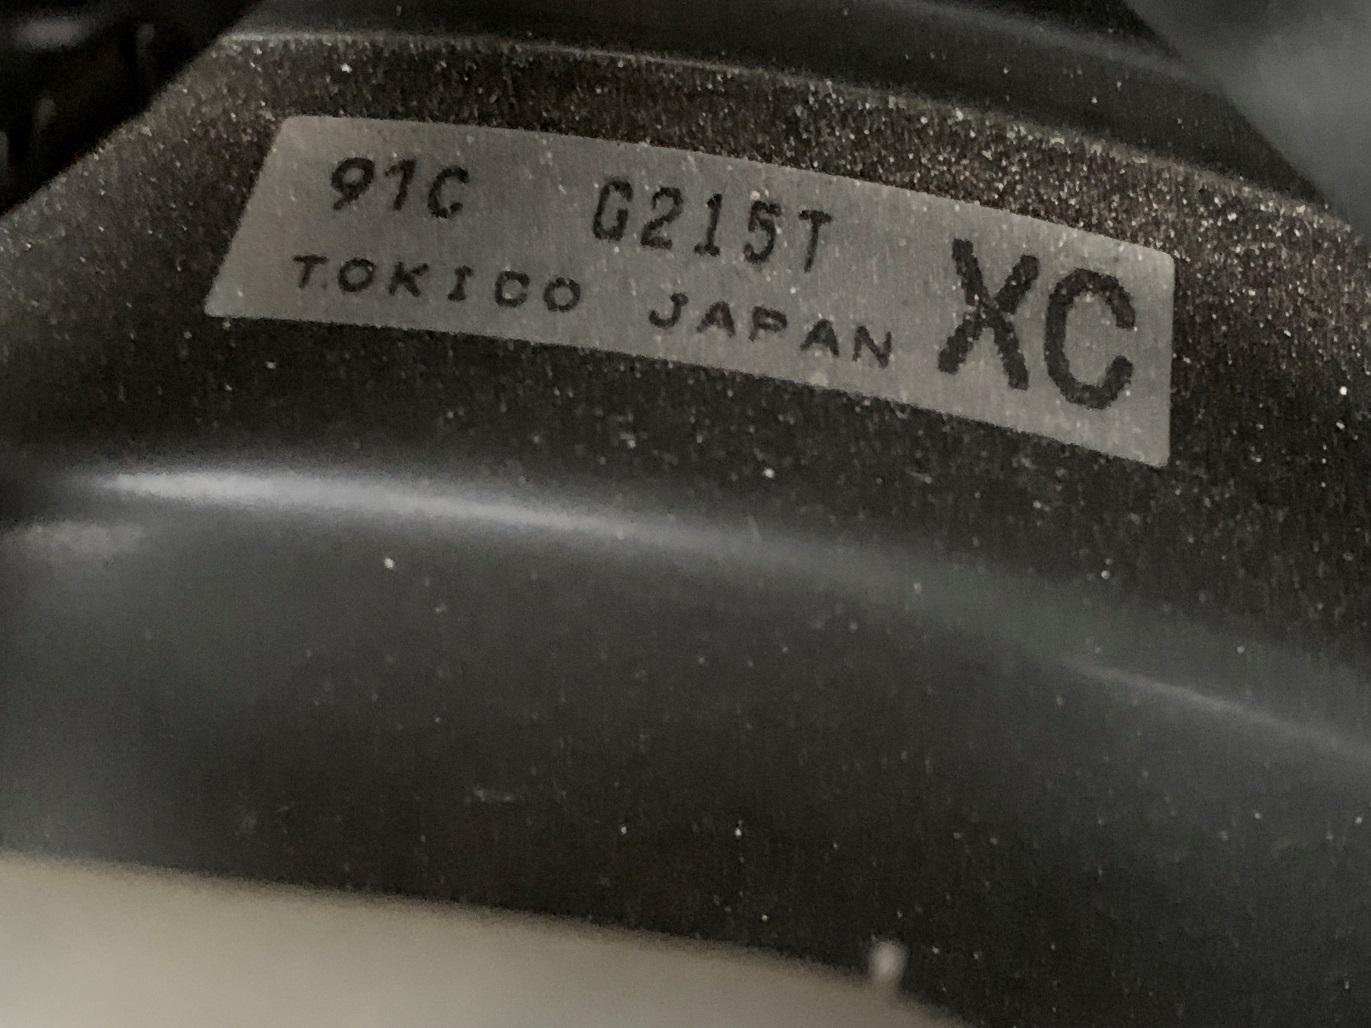 91C G215T
TOKICO JAPAN
XC